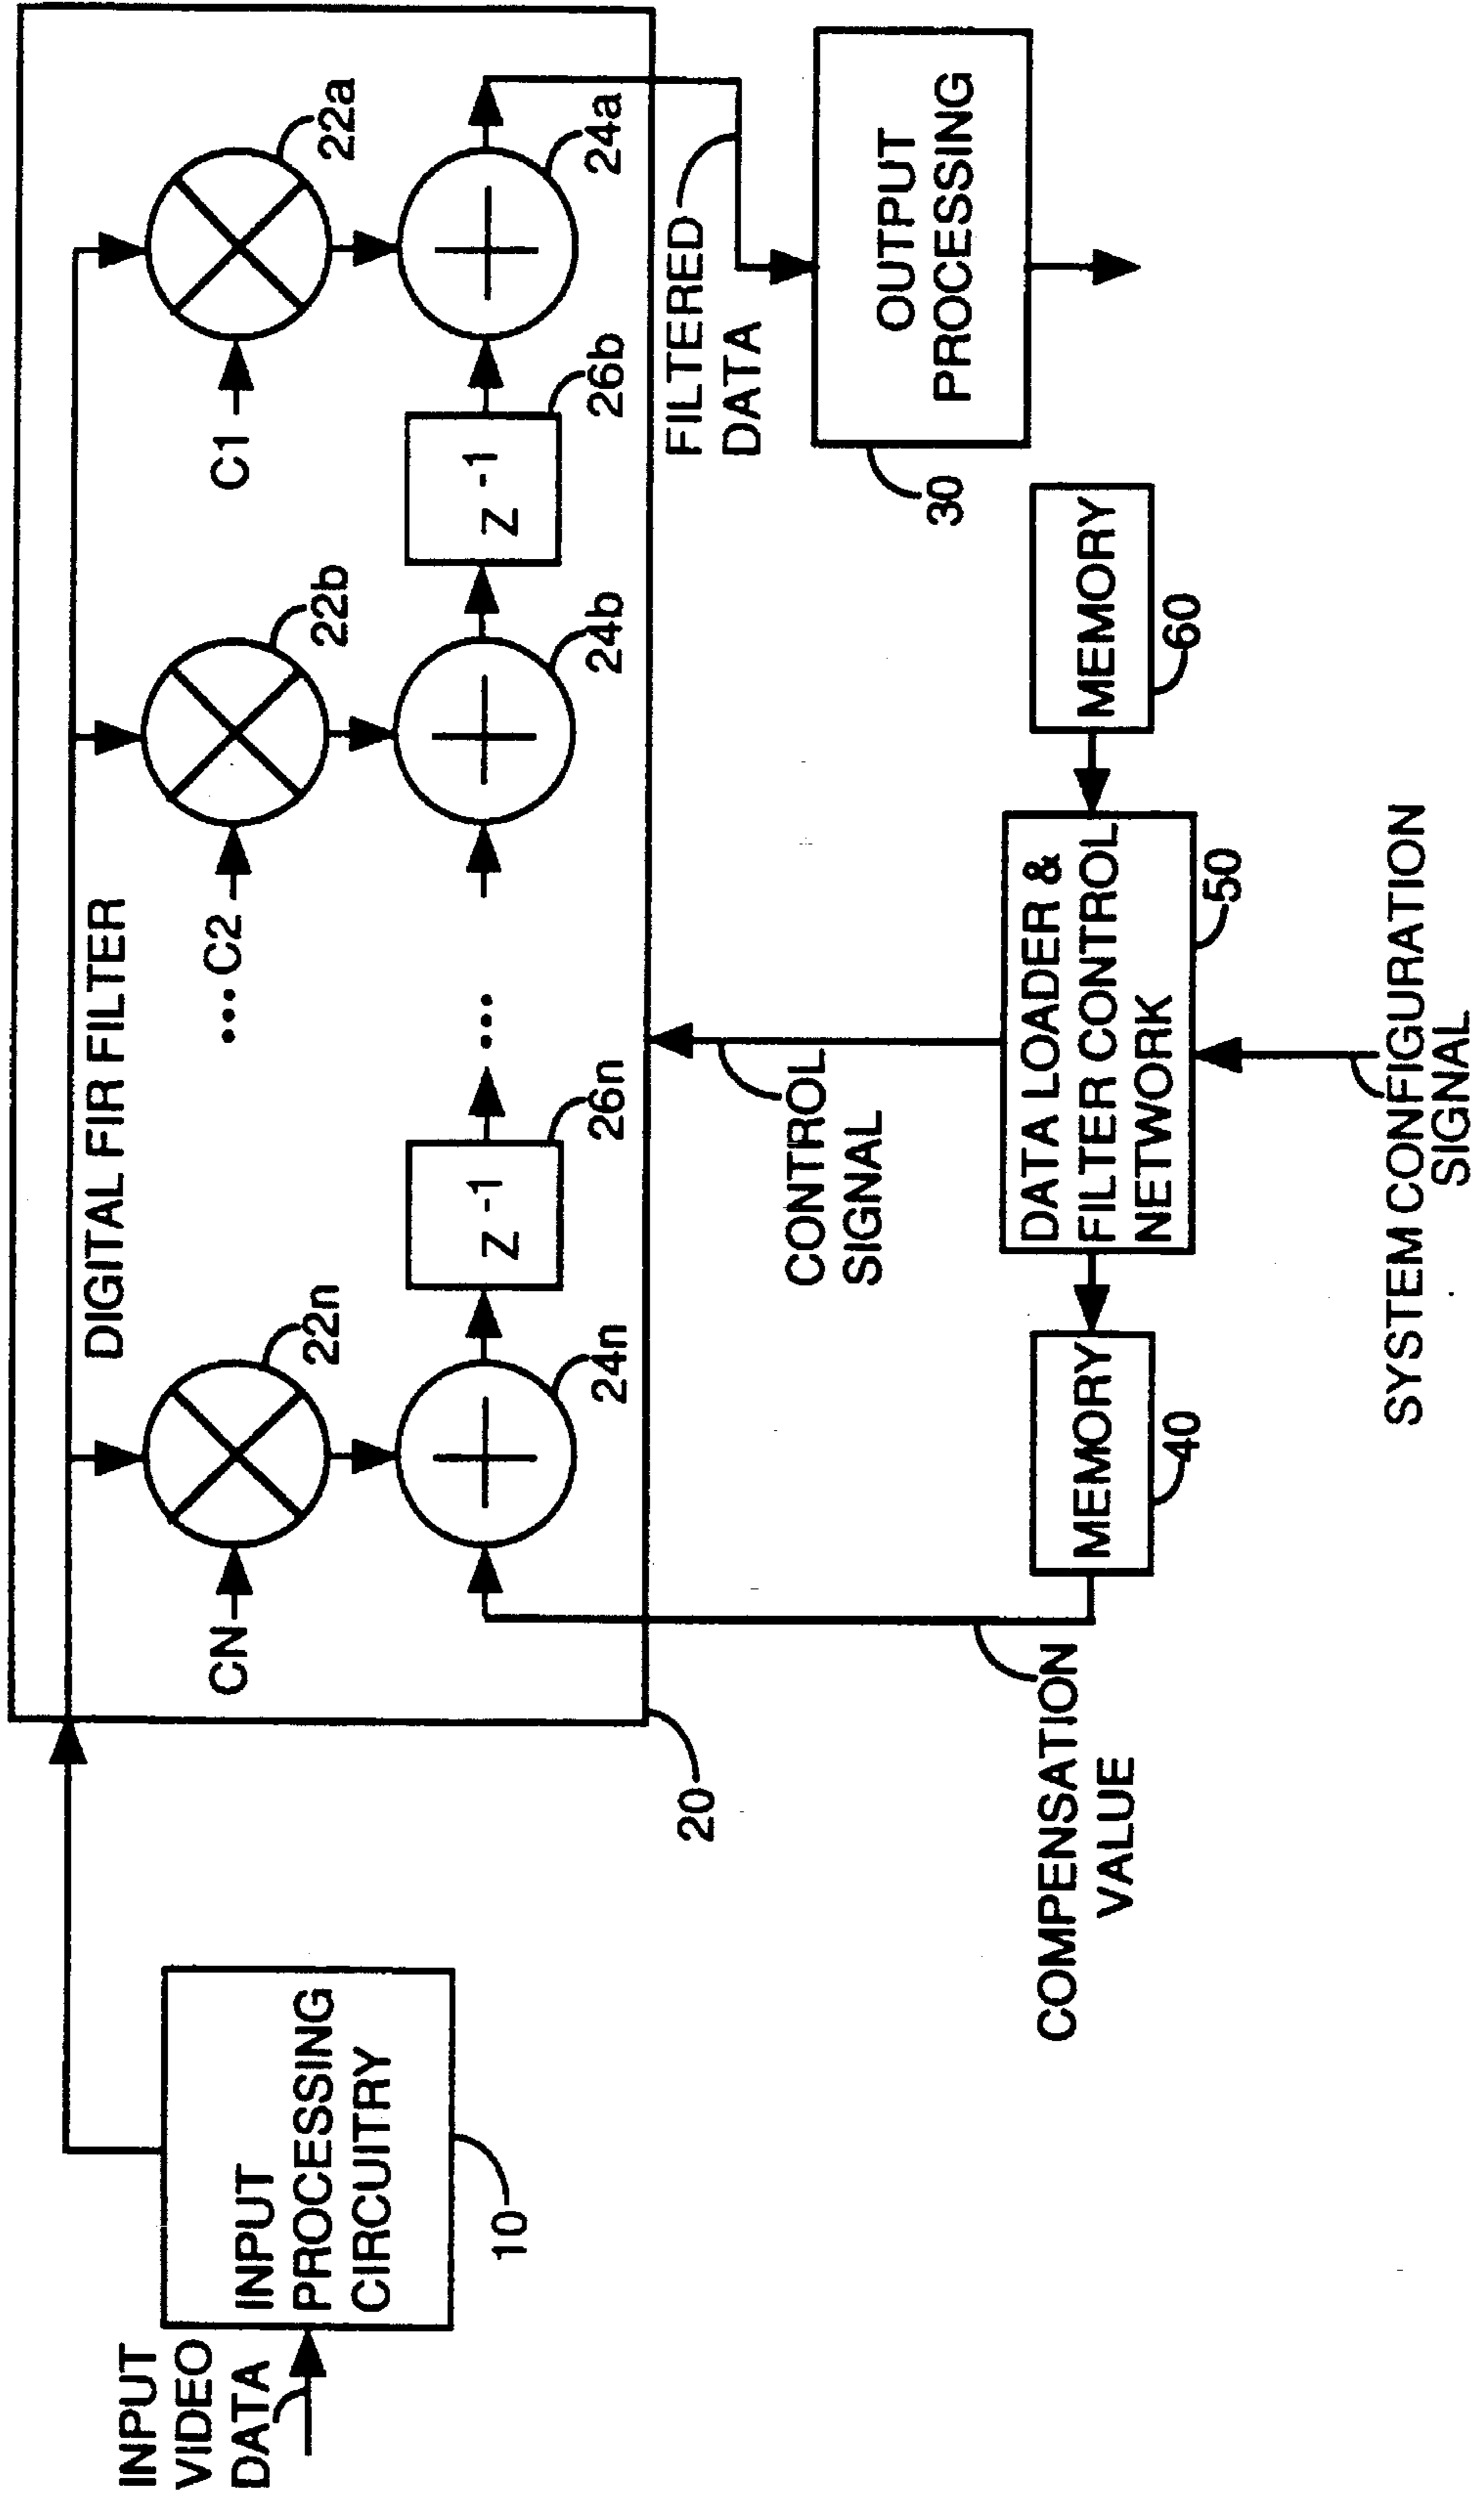 DIGITAL FIR FILTER
CN
22n
... C2
22b
C1
22a
24n
Z -1
26n
...
24b
Z -1
26b
24a
INPUT
VIDEO
DATA
INPUT
PROCESSING
CIRCUITRY
10
20
FILTERED
DATA
CONTROL
SIGNAL
OUTPUT
PROCESSING
30
COMPENSATION
VALUE
MEMORY
40
DATA LOADER &
FILTER CONTROL
NETWORK
50
MEMORY
60
SYSTEM CONFIGURATION
SIGNAL